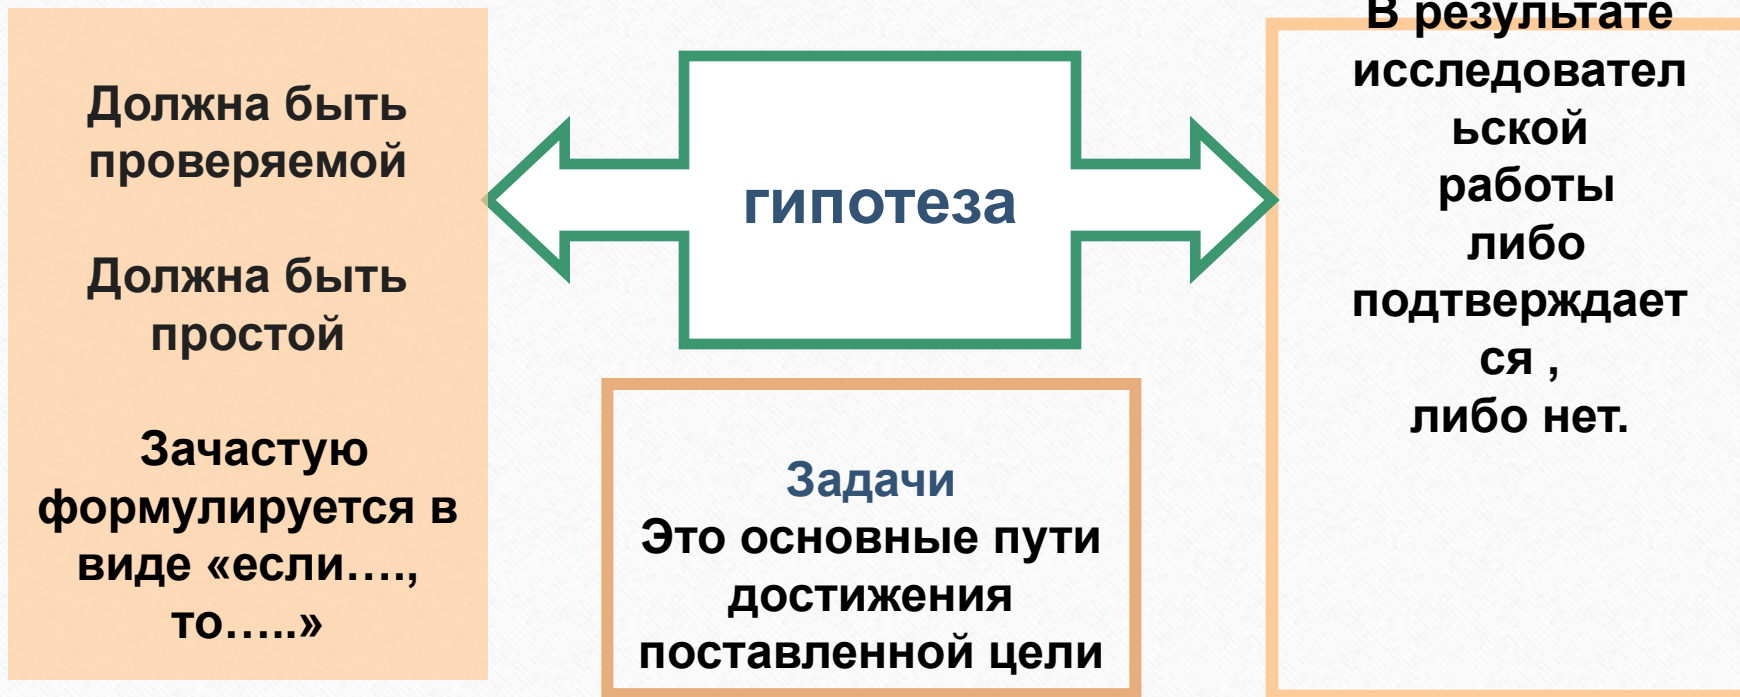 Должна быть
проверяемой
Должна быть
простой
Зачастую
формулируется в
виде «если….,
то…..»
гипотеза
Задачи
Это основные пути
достижения
поставленной цели
В результате
исследовател
ьской
работы
либо
подтверждает
ся ,
либо нет.